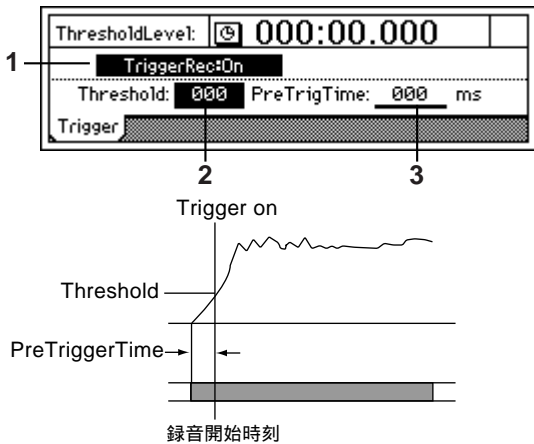 ThresholdLevel: 000:00.000
1 TriggerRec:On
Threshold: 000 PreTrigTime: 000 ms
Trigger
2 3
Trigger on
Threshold
PreTriggerTime
録音開始時刻